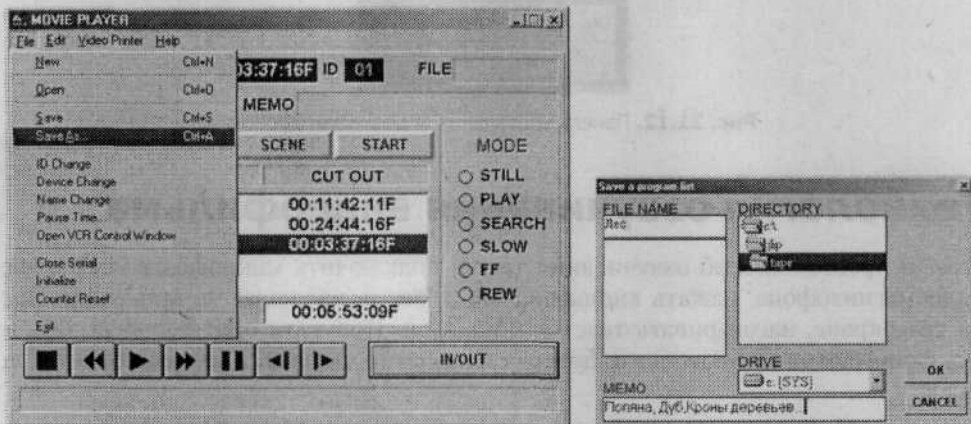 MOVIE PLAYER
File Edit Video Printer Help
New Ctrl+N
Open Ctrl+O
Save Ctrl+S
Save As... Ctrl+A
ID Change
Device Change
Name Change
Pause Time...
Open VCR Control Window
Close Serial
Initialize
Counter Reset
Exit
03:37:16F ID 01 FILE
MEMO
SCENE START
CUT OUT
00:11:42:11F
00:24:44:16F
00:03:37:16F
00:05:53:09F
MODE
STILL
PLAY
SEARCH
SLOW
FF
REW
IN/OUT
Save a program list
FILE NAME
Лес
DIRECTORY
c:\
dvp
tape
DRIVE
c: [SYS]
MEMO
Поляна, Дуб,Кроны деревьев...
OK
CANCEL